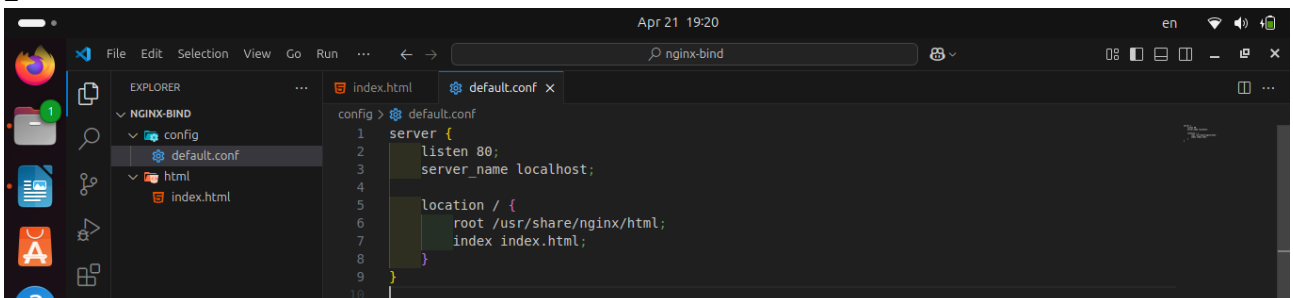 Apr 21 19:20
en
File Edit Selection View Go Run ···
nginx-bind
EXPLORER ···
NGINX-BIND
config
default.conf
html
index.html
1
index.html
default.conf
config > default.conf
1 server {
2 listen 80;
3 server_name localhost;
4
5 location / {
6 root /usr/share/nginx/html;
7 index index.html;
8 }
9 }
10